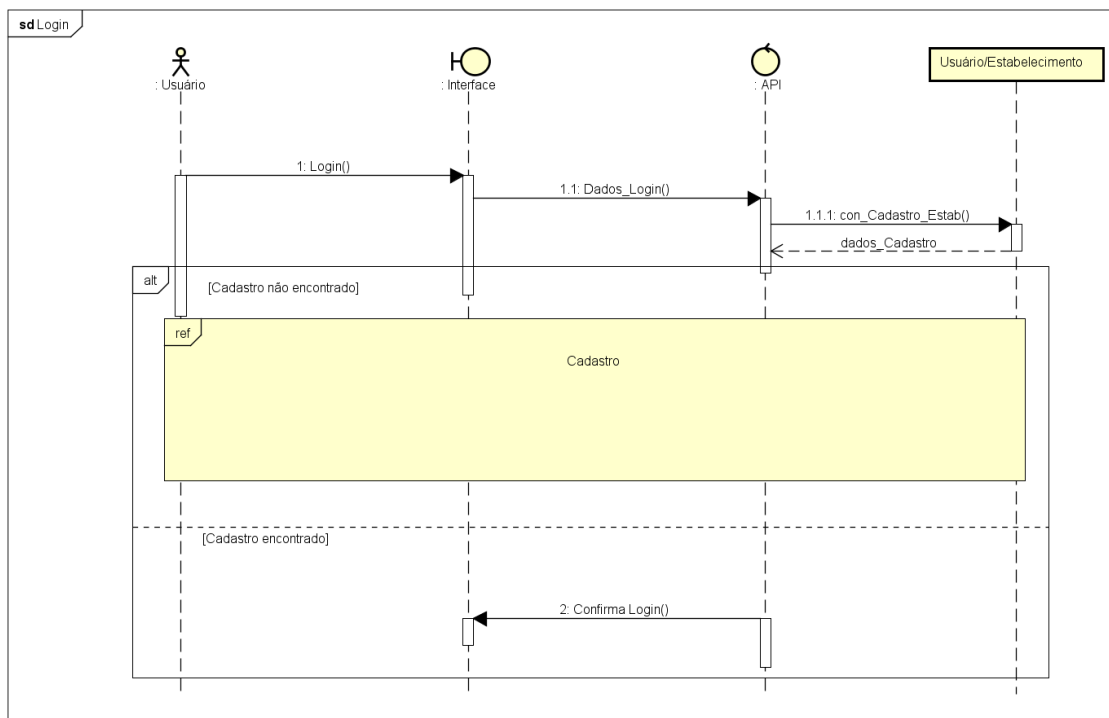 sd Login
: Usuário
: Interface
: API
Usuário/Estabelecimento
1: Login()
1.1: Dados_Login()
1.1.1: con_Cadastro_Estab()
dados_Cadastro
alt
[Cadastro não encontrado]
ref
Cadastro
[Cadastro encontrado]
2: Confirma Login()